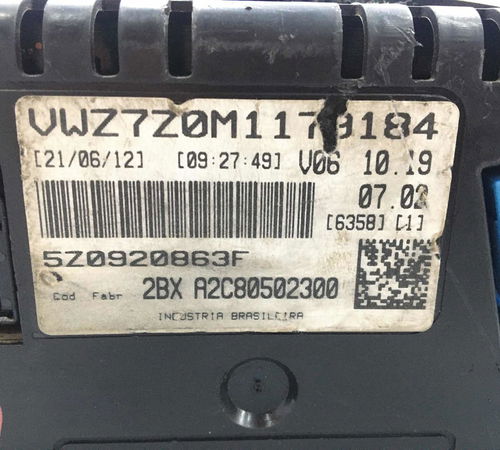 VWZ7Z0M1179184
[21/06/12] [09:27:49] V06 10.19
07.02
[6358] [1]
5Z0920863F
Cod Fabr 2BX A2C80502300
INDUSTRIA BRASILEIRA